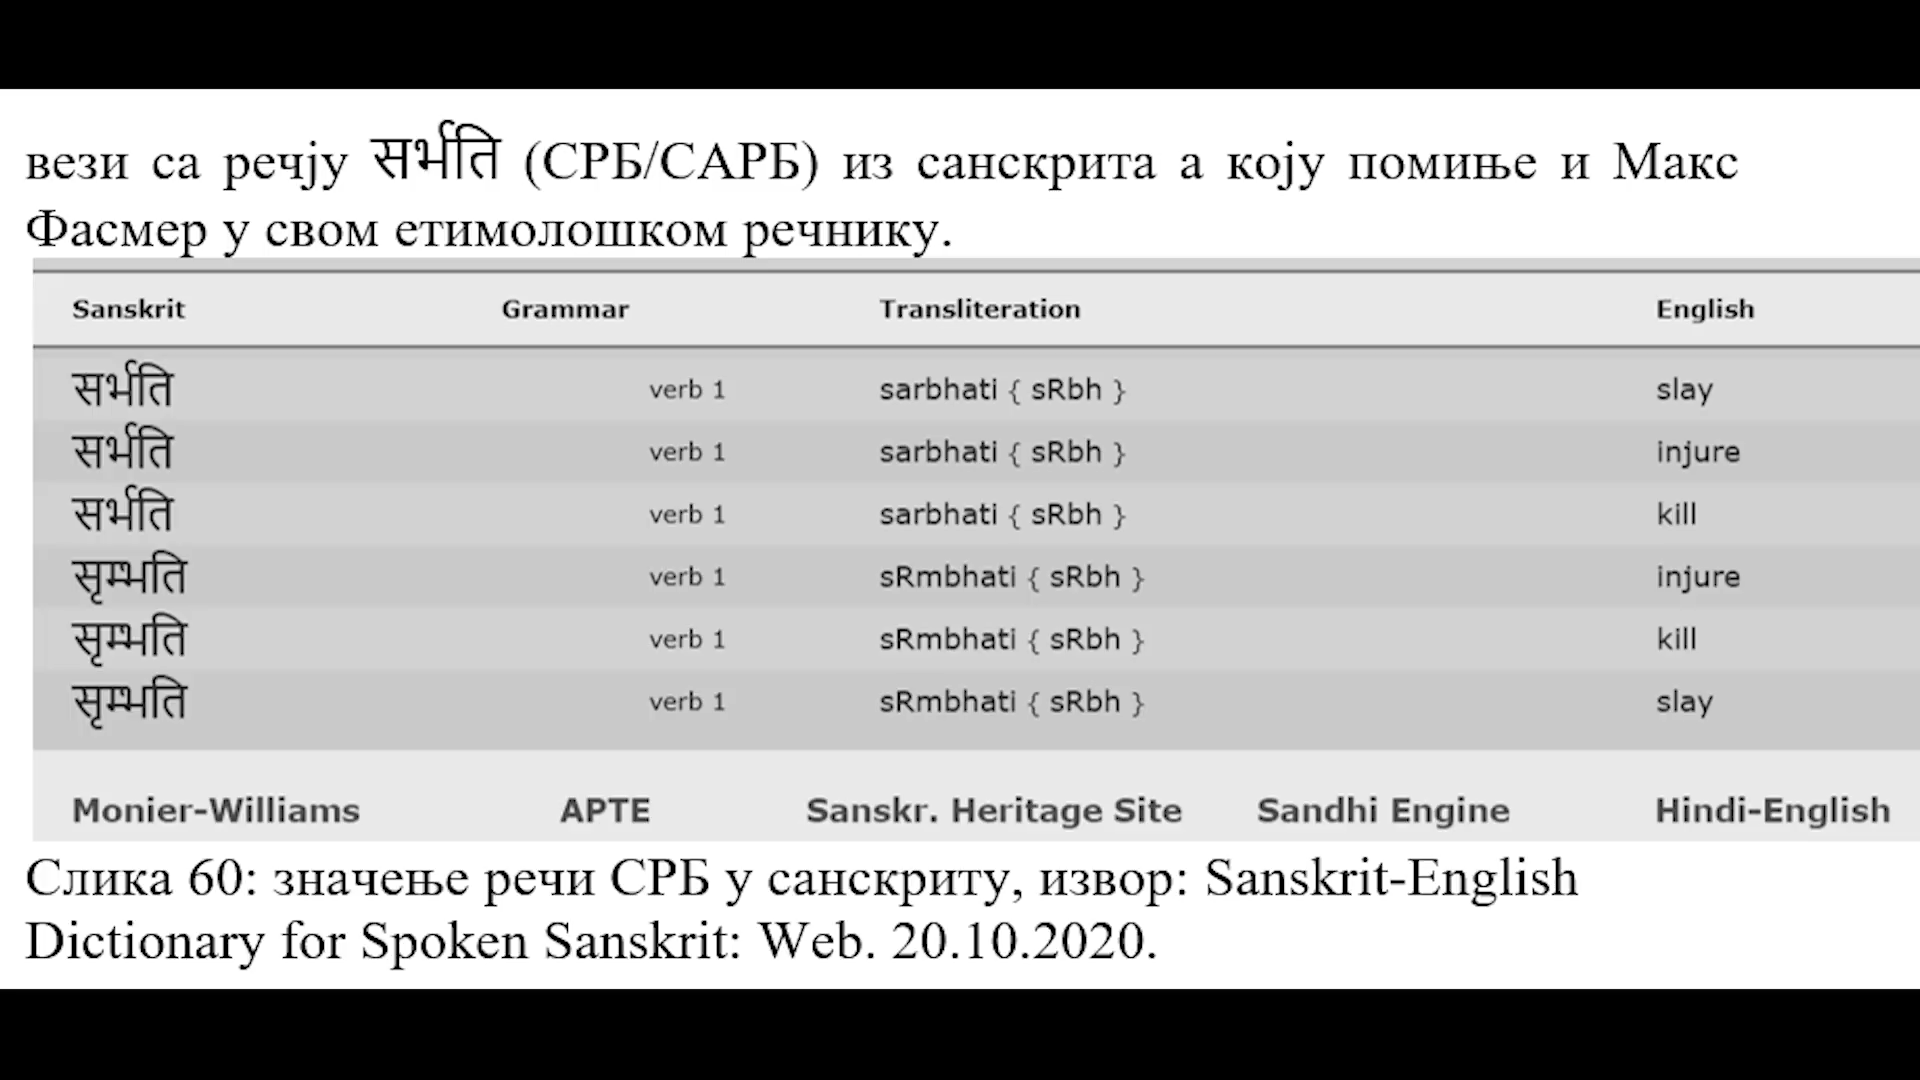 вези са речју सर्भति (СРБ/САРБ) из санскрита а коју помиње и Макс
Фасмер у свом етимолошком речнику.
Sanskrit Grammar Transliteration English
सर्भति verb 1 sarbhati { sRbh } slay
सर्भति verb 1 sarbhati { sRbh } injure
सर्भति verb 1 sarbhati { sRbh } kill
सृम्भति verb 1 sRmbhati { sRbh } injure
सृम्भति verb 1 sRmbhati { sRbh } kill
सृम्भति verb 1 sRmbhati { sRbh } slay
Monier-Williams APTE Sanskr. Heritage Site Sandhi Engine Hindi-English
Слика 60: значење речи СРБ у санскриту, извор: Sanskrit-English
Dictionary for Spoken Sanskrit: Web. 20.10.2020.